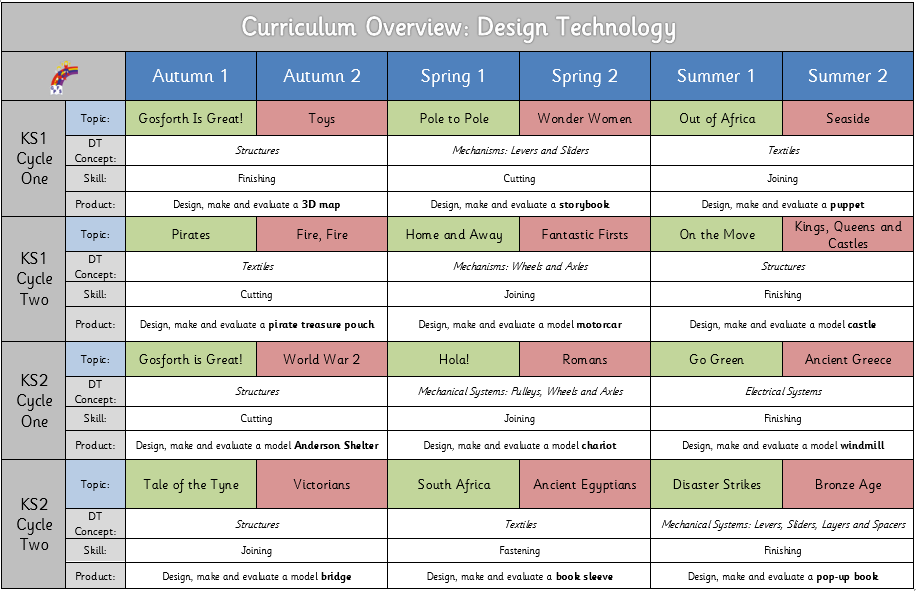 Curriculum Overview: Design Technology
Autumn 1 Autumn 2 Spring 1 Spring 2 Summer 1 Summer 2
KS1 Cycle One
Topic: Gosforth Is Great! Toys Pole to Pole Wonder Women Out of Africa Seaside
DT Concept: Structures Mechanisms: Levers and Sliders Textiles
Skill: Finishing Cutting Joining
Product: Design, make and evaluate a 3D map Design, make and evaluate a storybook Design, make and evaluate a puppet
KS1 Cycle Two
Topic: Pirates Fire, Fire Home and Away Fantastic Firsts On the Move Kings, Queens and Castles
DT Concept: Textiles Mechanisms: Wheels and Axles Structures
Skill: Cutting Joining Finishing
Product: Design, make and evaluate a pirate treasure pouch Design, make and evaluate a model motorcar Design, make and evaluate a model castle
KS2 Cycle One
Topic: Gosforth is Great! World War 2 Hola! Romans Go Green Ancient Greece
DT Concept: Structures Mechanical Systems: Pulleys, Wheels and Axles Electrical Systems
Skill: Cutting Joining Finishing
Product: Design, make and evaluate a model Anderson Shelter Design, make and evaluate a model chariot Design, make and evaluate a model windmill
KS2 Cycle Two
Topic: Tale of the Tyne Victorians South Africa Ancient Egyptians Disaster Strikes Bronze Age
DT Concept: Structures Textiles Mechanical Systems: Levers, Sliders, Layers and Spacers
Skill: Joining Fastening Finishing
Product: Design, make and evaluate a model bridge Design, make and evaluate a book sleeve Design, make and evaluate a pop-up book